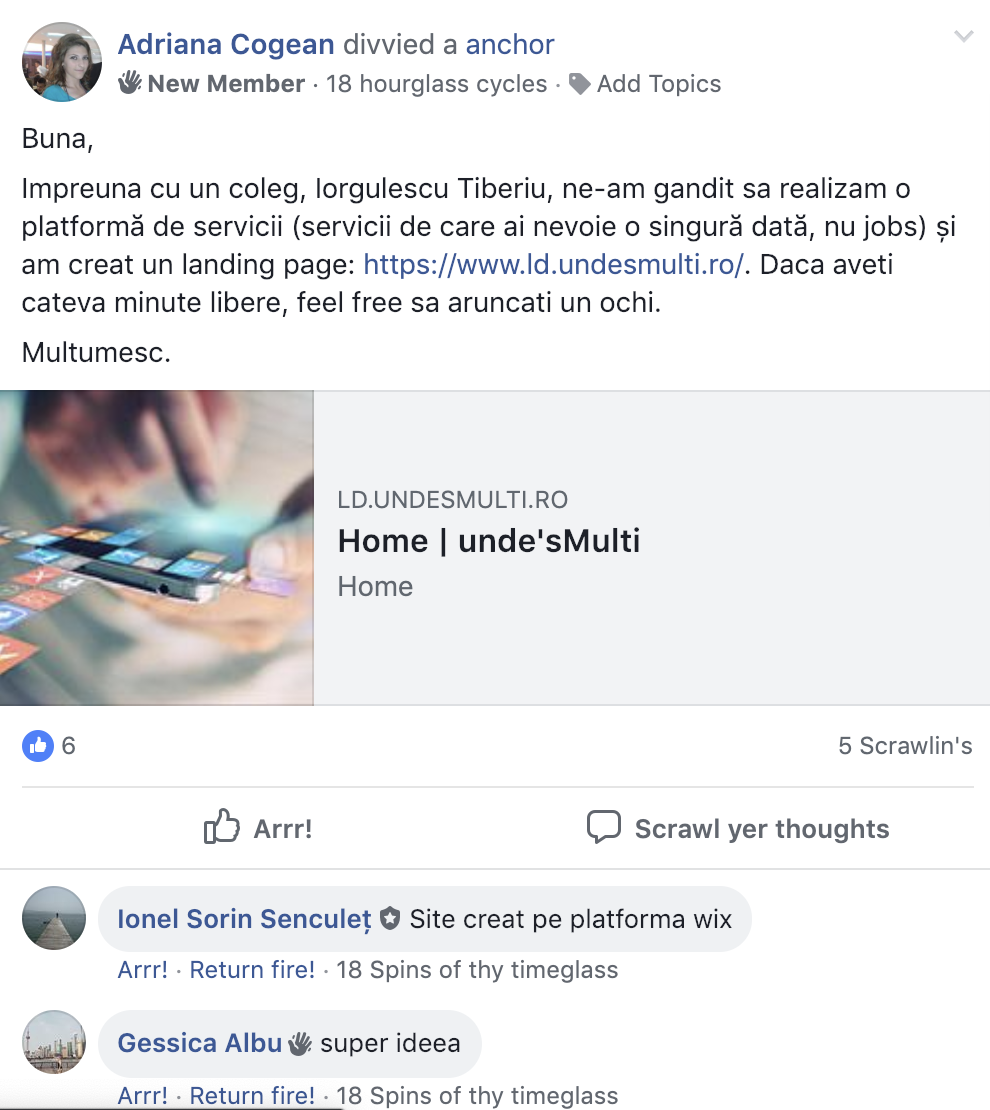 Adriana Cogean divvied a anchor
New Member · 18 hourglass cycles · Add Topics
Buna,
Impreuna cu un coleg, Iorgulescu Tiberiu, ne-am gandit sa realizam o
platformă de servicii (servicii de care ai nevoie o singură dată, nu jobs) și
am creat un landing page: https://www.ld.undesmulti.ro/. Daca aveti
cateva minute libere, feel free sa aruncati un ochi.
Multumesc.
LD.UNDESMULTI.RO
Home | unde'sMulti
Home
6
5 Scrawlin's
Arrr!
Scrawl yer thoughts
Ionel Sorin Senculeț Site creat pe platforma wix
Arrr! · Return fire! · 18 Spins of thy timeglass
Gessica Albu super ideea
Arrr! · Return fire! · 18 Spins of thy timeglass